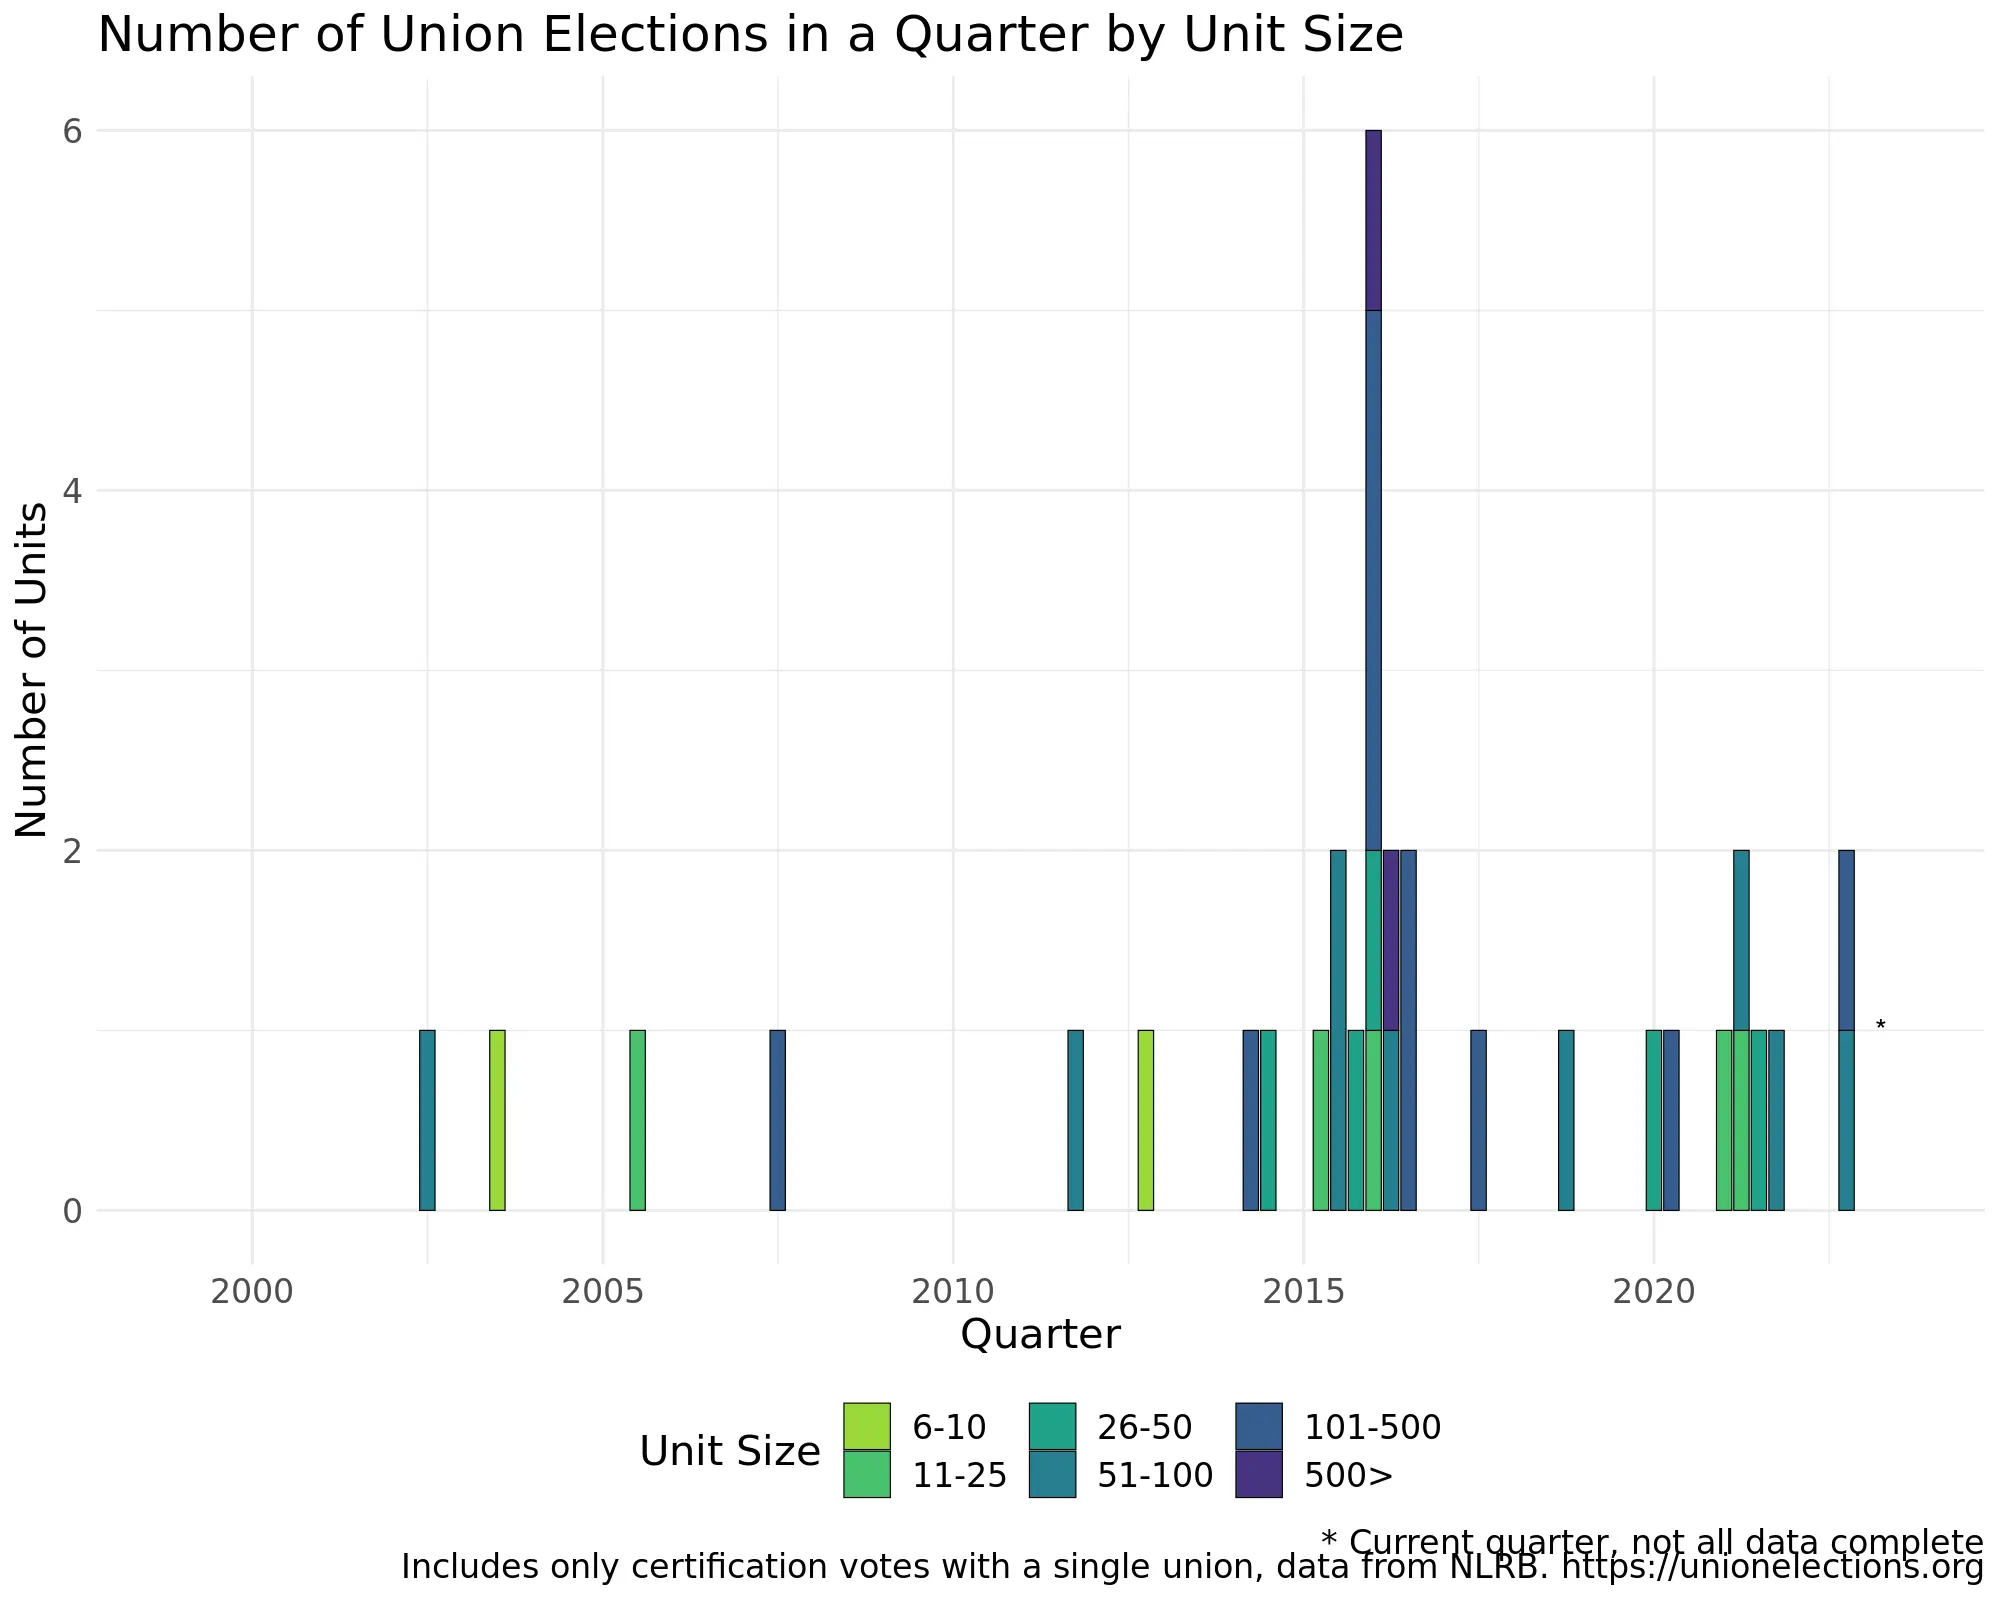 Number of Union Elections in a Quarter by Unit Size
Number of Units
6
4
2
0
*
2000 2005 2010 2015 2020
Quarter
Unit Size
6-10 26-50 101-500
11-25 51-100 500>
* Current quarter, not all data complete
Includes only certification votes with a single union, data from NLRB. https://unionelections.org